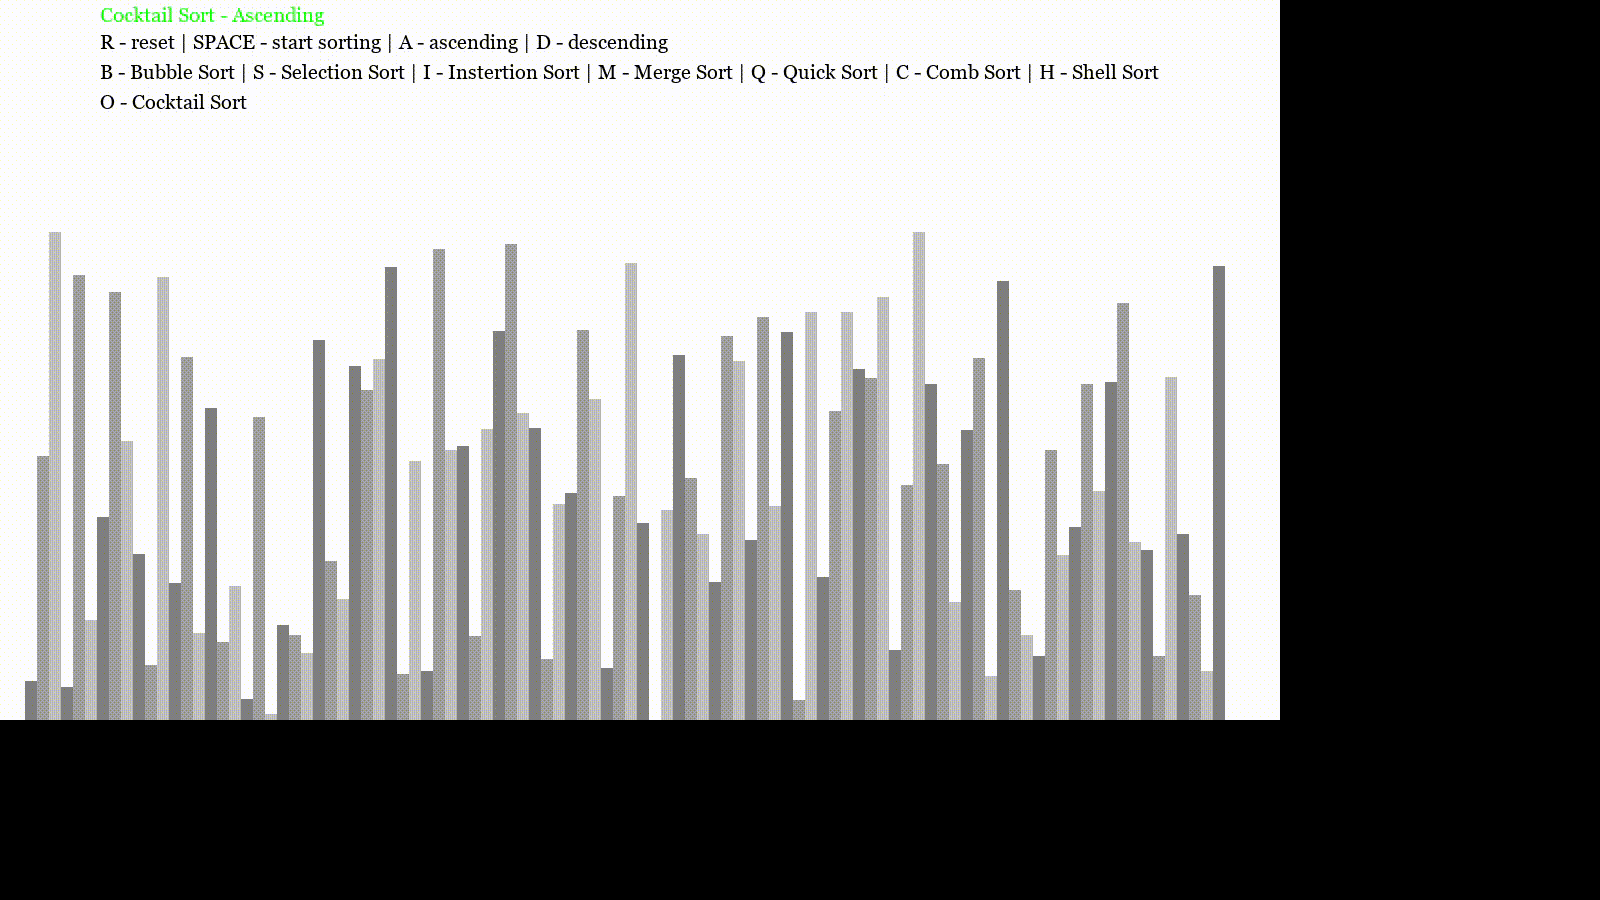 Cocktail Sort - Ascending
R - reset | SPACE - start sorting | A - ascending | D - descending
B - Bubble Sort | S - Selection Sort | I - Instertion Sort | M - Merge Sort | Q - Quick Sort | C - Comb Sort | H - Shell Sort
O - Cocktail Sort